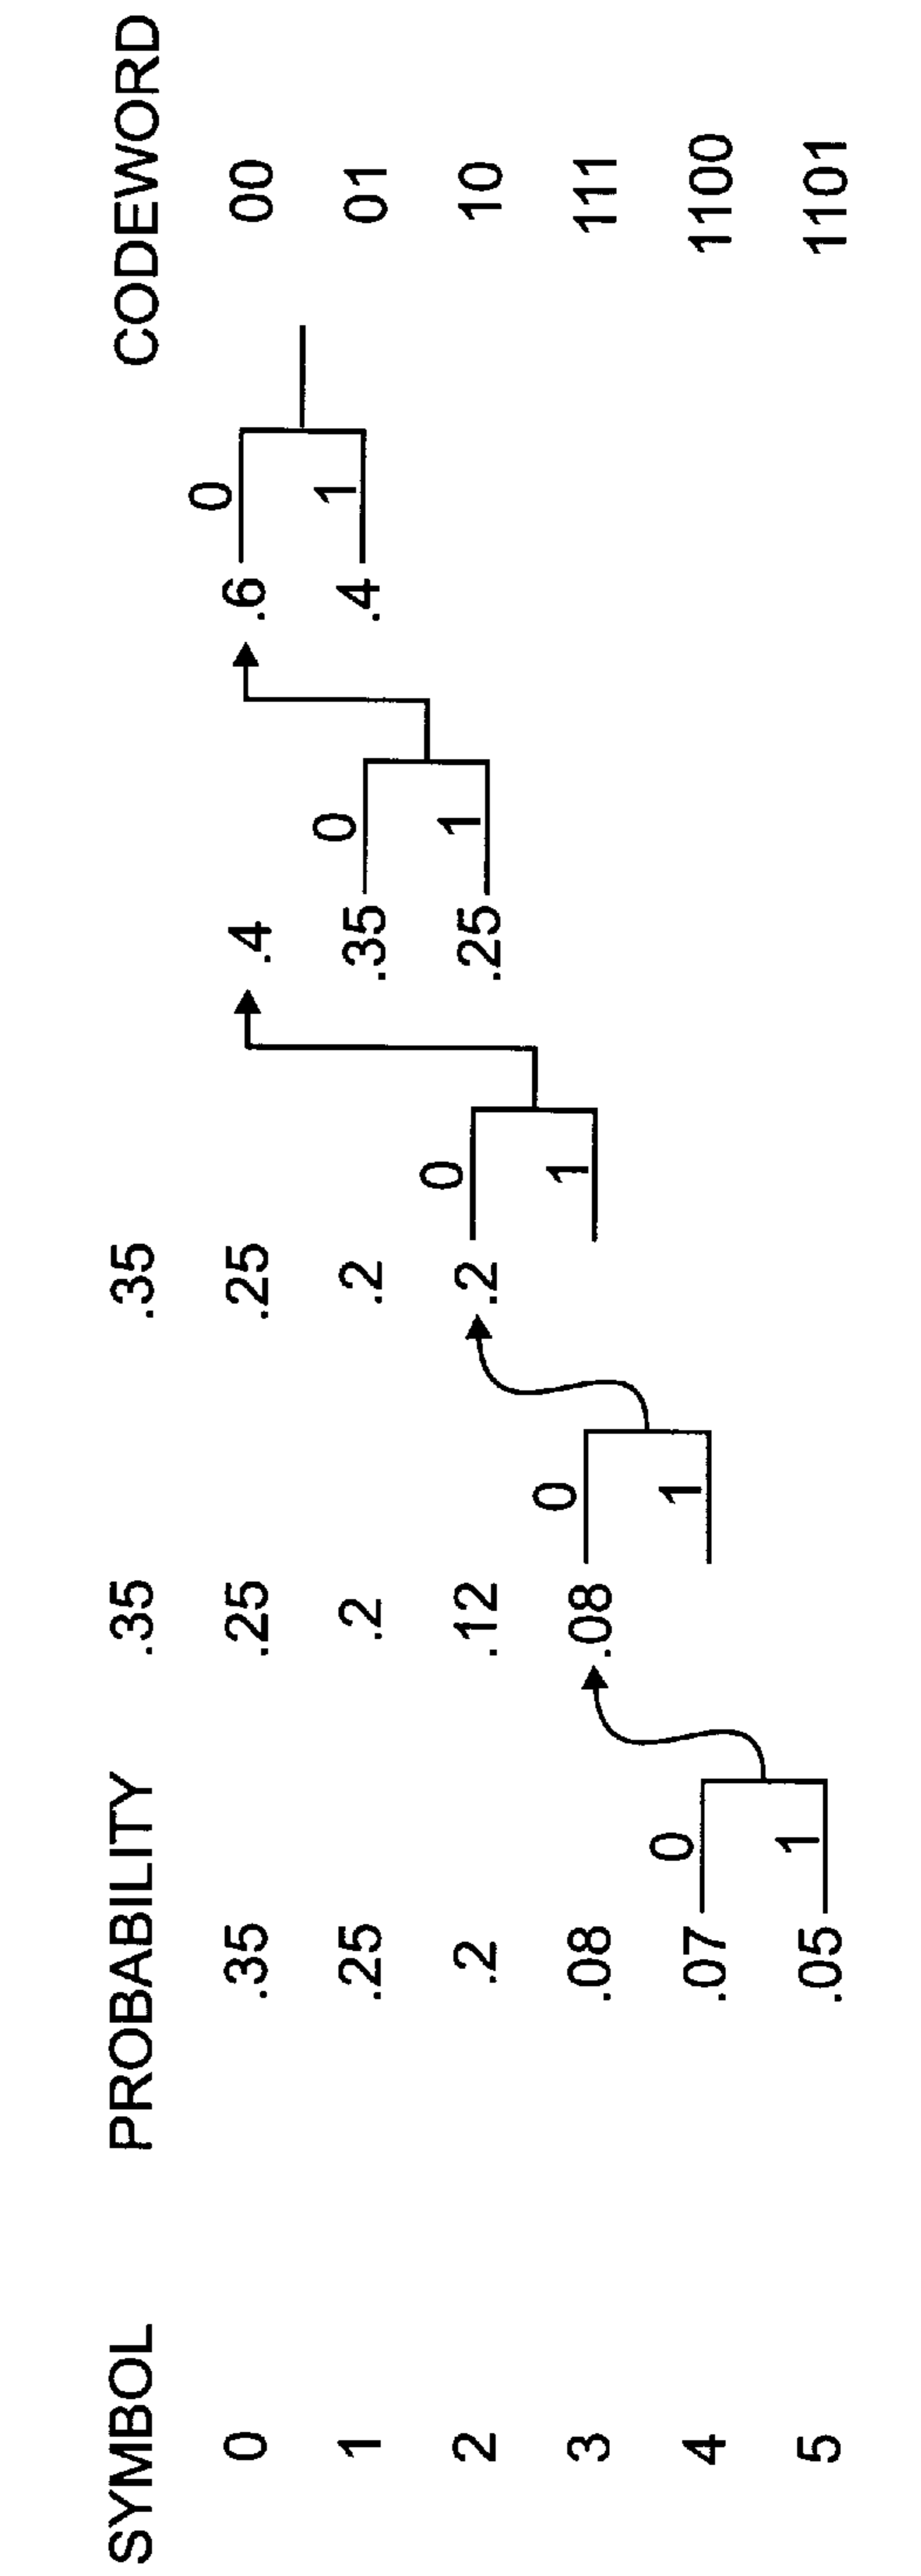 SYMBOL PROBABILITY .35 .35 CODEWORD
0
0 .35 .25 .25 .4 .6 00
0 1
1 .25 .2 .2 .35 .4 01
0 1
2 .2 .12 .2 .25 10
0 1
3 .08 .08 111
0 1
4 .07 1100
1
5 .05 1101